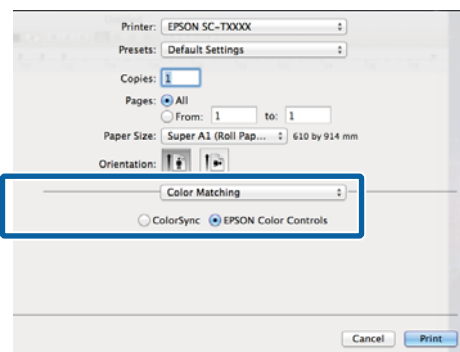 Printer: EPSON SC-TXXXX
Presets: Default Settings
Copies: 1
Pages: All
From: 1 to: 1
Paper Size: Super A1 (Roll Pap... 610 by 914 mm
Orientation:
Color Matching
ColorSync EPSON Color Controls
Cancel Print